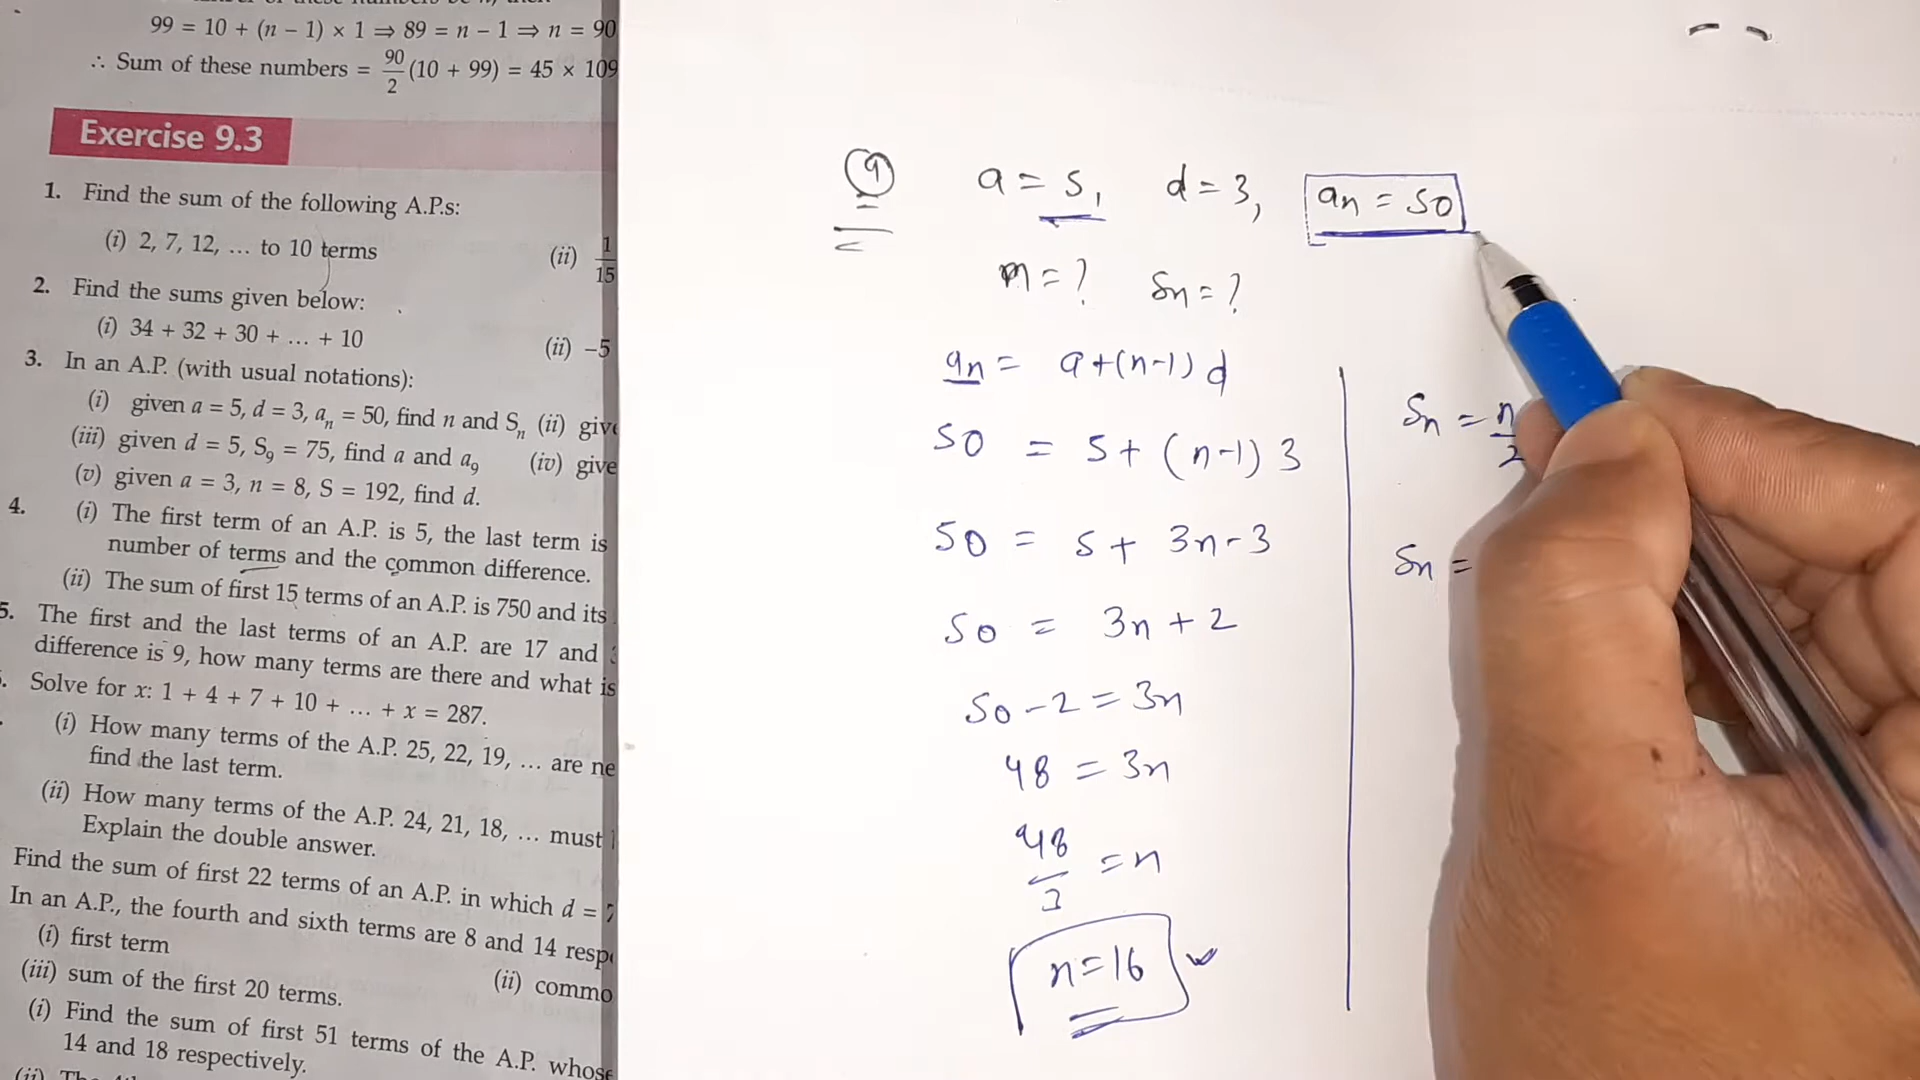 99 = 10 + (n − 1) × 1 ⇒ 89 = n − 1 ⇒ n = 90
∴ Sum of these numbers = 90/2 (10 + 99) = 45 × 109
Exercise 9.3
1. Find the sum of the following A.P.s:
(i) 2, 7, 12, ... to 10 terms (ii) 1/15
2. Find the sums given below:
(i) 34 + 32 + 30 + ... + 10 (ii) −5
3. In an A.P. (with usual notations):
(i) given a = 5, d = 3, aₙ = 50, find n and Sₙ (ii) give
(iii) given d = 5, S₉ = 75, find a and a₉ (iv) give
(v) given a = 3, n = 8, S = 192, find d.
4. (i) The first term of an A.P. is 5, the last term is
number of terms and the common difference.
(ii) The sum of first 15 terms of an A.P. is 750 and its
5. The first and the last terms of an A.P. are 17 and
difference is 9, how many terms are there and what is
Solve for x: 1 + 4 + 7 + 10 + ... + x = 287.
(i) How many terms of the A.P. 25, 22, 19, ... are ne
find the last term.
(ii) How many terms of the A.P. 24, 21, 18, ... must
Explain the double answer.
Find the sum of first 22 terms of an A.P. in which d = 7
In an A.P., the fourth and sixth terms are 8 and 14 resp
(i) first term
(ii) commo
(iii) sum of the first 20 terms.
(i) Find the sum of first 51 terms of the A.P. whose
14 and 18 respectively.
a = 5, d = 3, an = 50
n = ? Sn = ?
an = a + (n-1) d
50 = 5 + (n-1) 3
50 = 5 + 3n - 3
50 = 3n + 2
50 - 2 = 3n
48 = 3n
48/3 = n
n = 16
Sn = n/2
Sn =